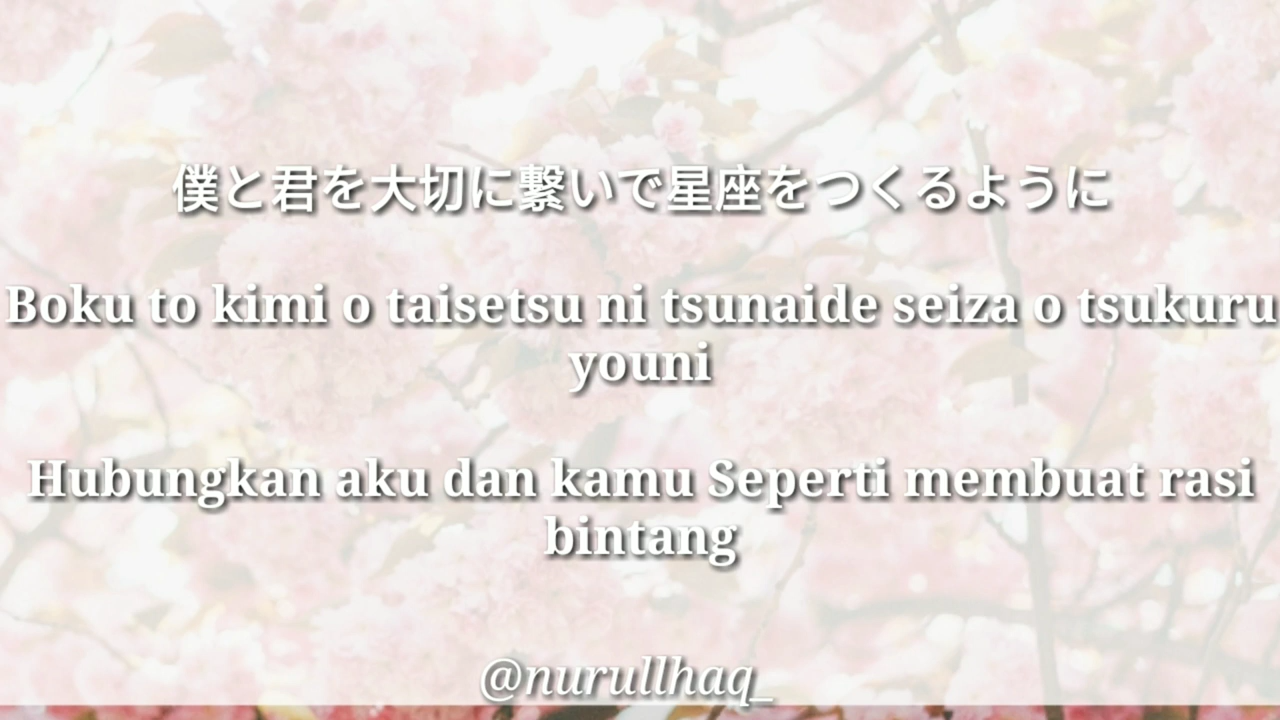 僕と君を大切に繋いで星座をつくるように
Boku to kimi o taisetsu ni tsunaide seiza o tsukuru
youni
Hubungkan aku dan kamu Seperti membuat rasi
bintang
@nurullhaq_